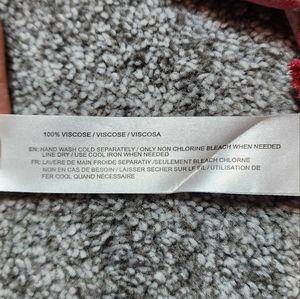 100% VISCOSE / VISCOSE / VISCOSA
EN: HAND WASH COLD SEPARATELY / ONLY NON CHLORINE BLEACH WHEN NEEDED
LINE DRY / USE COOL IRON WHEN NEEDED
FR: LAVERE DE MAIN FROIDE SEPARATIY /SEULEMENT BLEACH CHLORNE
NON EN CAS DE BESOIN / LAISSER SECHER SUR LE FIL / UTILISATION DE
FER COOL QUAND NÉCESSAIRE